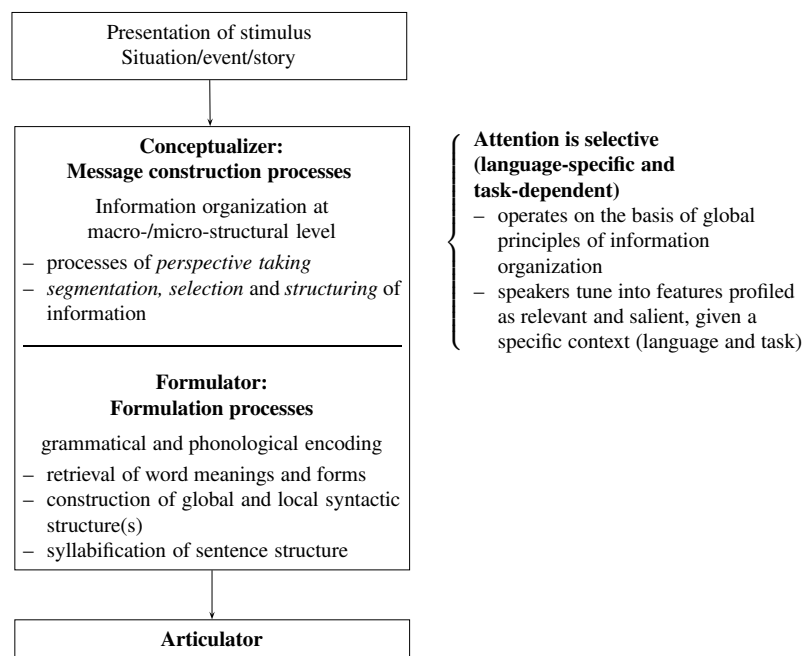 Presentation of stimulus
Situation/event/story
Conceptualizer:
Message construction processes
Information organization at
macro-/micro-structural level
– processes of perspective taking
– segmentation, selection and structuring of
information
Formulator:
Formulation processes
grammatical and phonological encoding
– retrieval of word meanings and forms
– construction of global and local syntactic
structure(s)
– syllabification of sentence structure
Articulator
Attention is selective
(language-specific and
task-dependent)
– operates on the basis of global
principles of information
organization
– speakers tune into features profiled
as relevant and salient, given a
specific context (language and task)